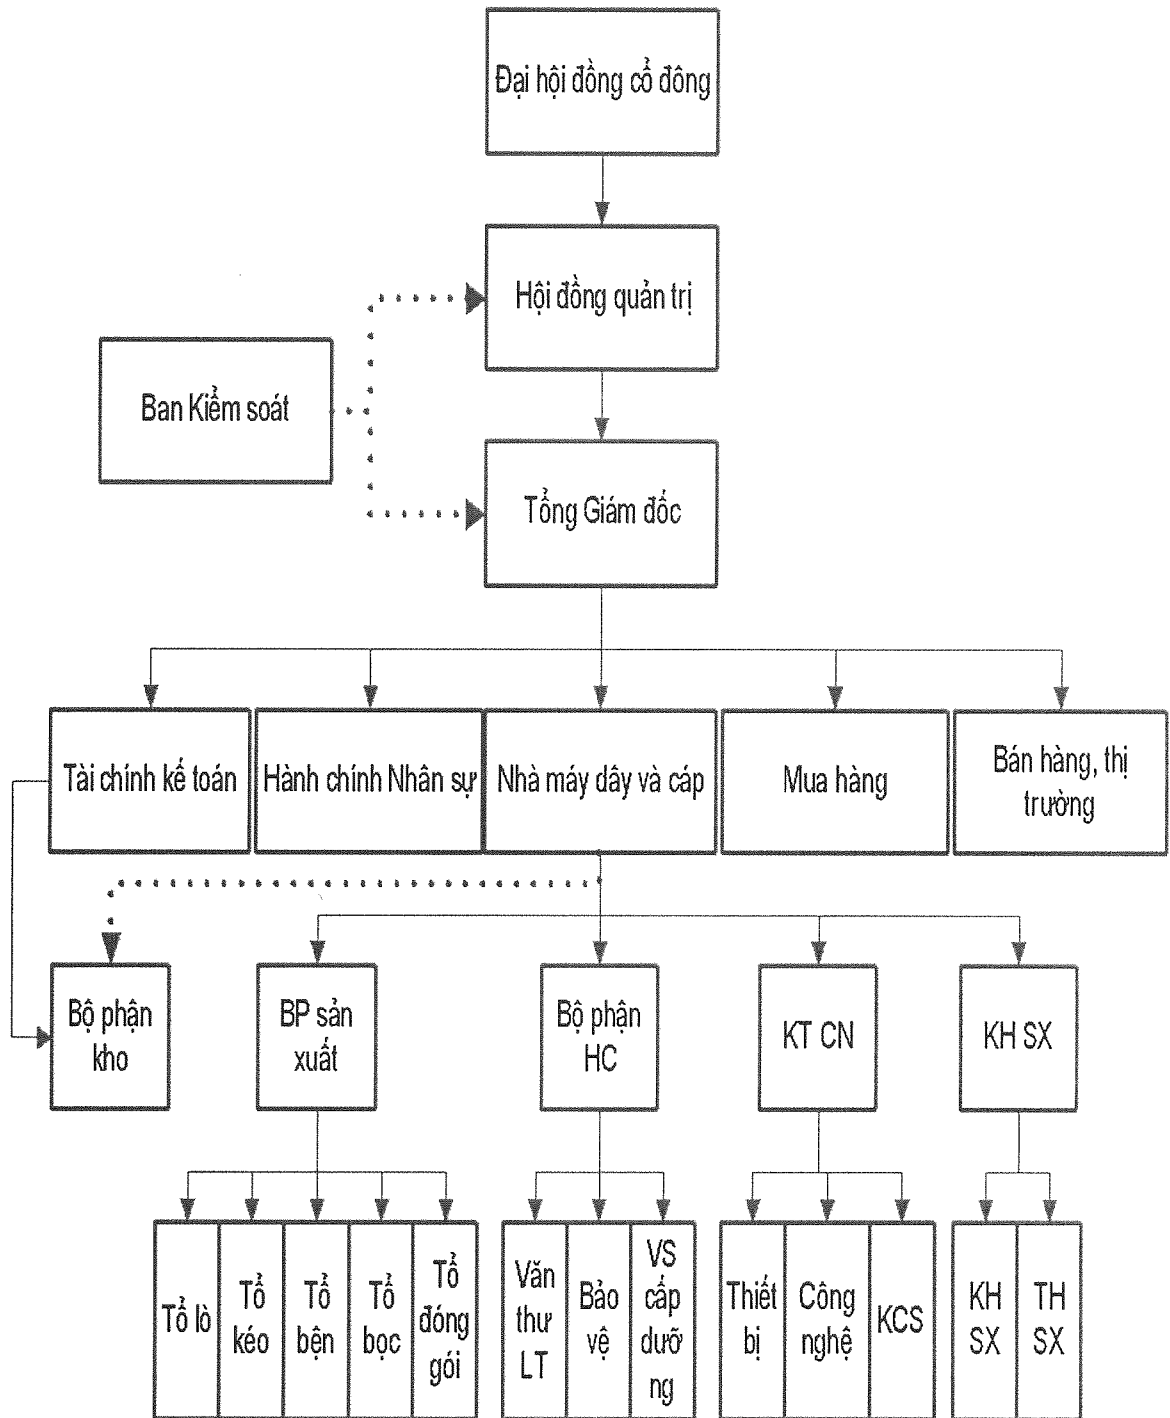 Đại hội đồng cổ đông
Hội đồng quản trị
Ban Kiểm soát
Tổng Giám đốc
Tài chính kế toán
Hành chính Nhân sự
Nhà máy dây và cáp
Mua hàng
Bán hàng, thị
trường
Bộ phận
kho
BP sản
xuất
Bộ phận
HC
KT CN
KH SX
Tổ lò
Tổ
kéo
Tổ
bện
Tổ
bọc
Tổ
đóng
gói
Văn
thư
LT
Bảo
vệ
VS
cấp
dưỡ
ng
Thiết
bị
Công
nghệ
KCS
KH
SX
TH
SX